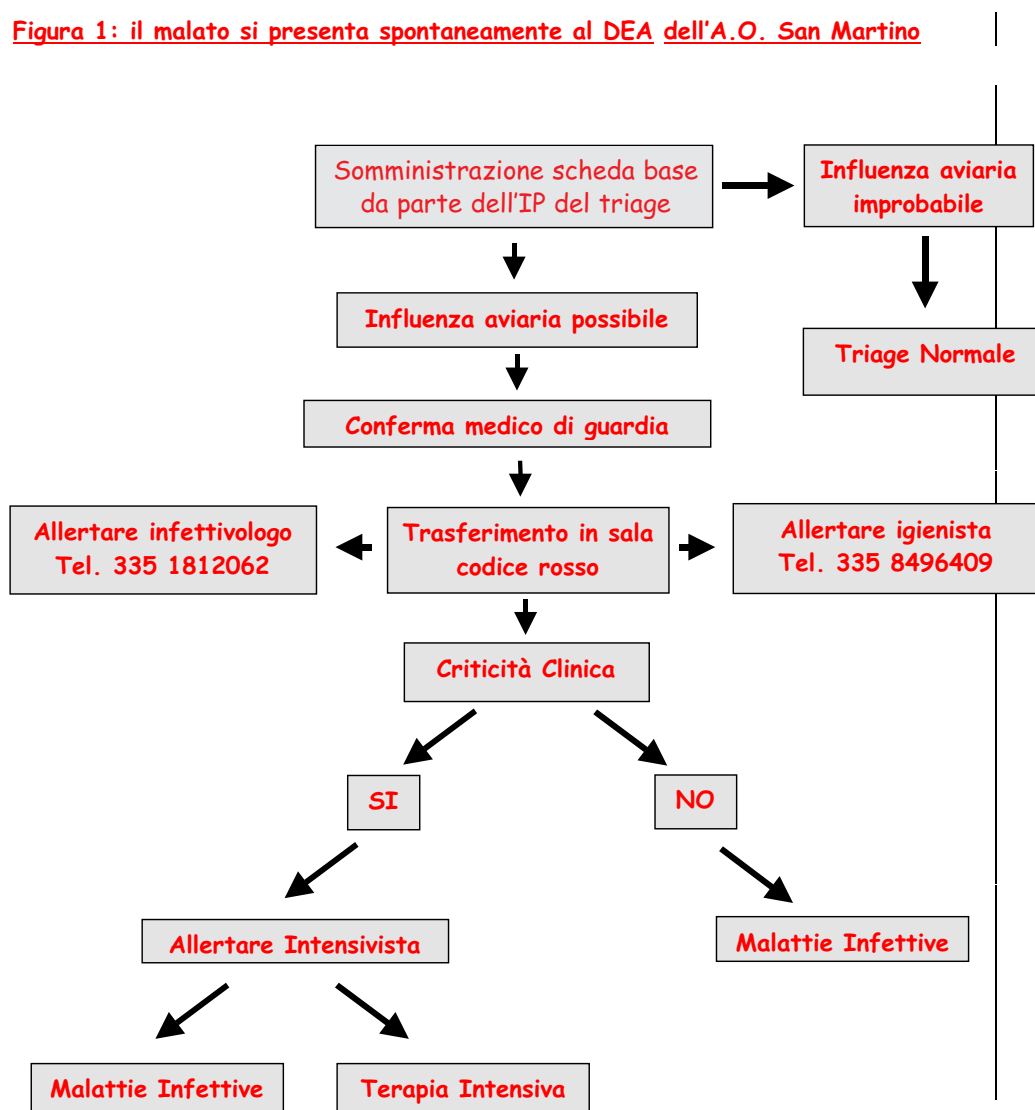 Figura 1: il malato si presenta spontaneamente al DEA dell'A.O. San Martino
Somministrazione scheda base
da parte dell'IP del triage
Influenza aviaria
improbabile
Influenza aviaria possibile
Triage Normale
Conferma medico di guardia
Allertare infettivologo
Tel. 335 1812062
Trasferimento in sala
codice rosso
Allertare igienista
Tel. 335 8496409
Criticità Clinica
SI
NO
Allertare Intensivista
Malattie Infettive
Malattie Infettive
Terapia Intensiva